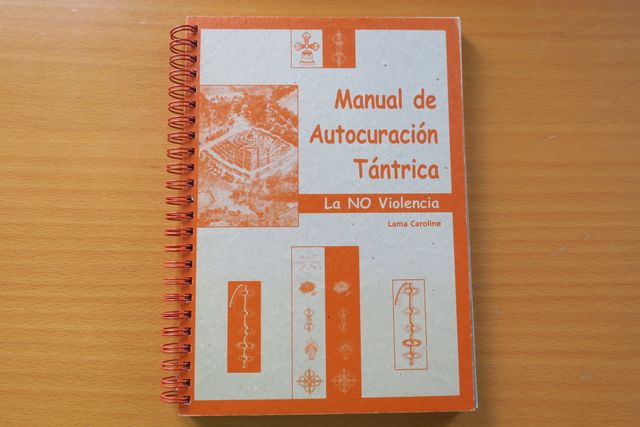 Manual de
Autocuración
Tántrica
La NO Violencia
Lama Caroline